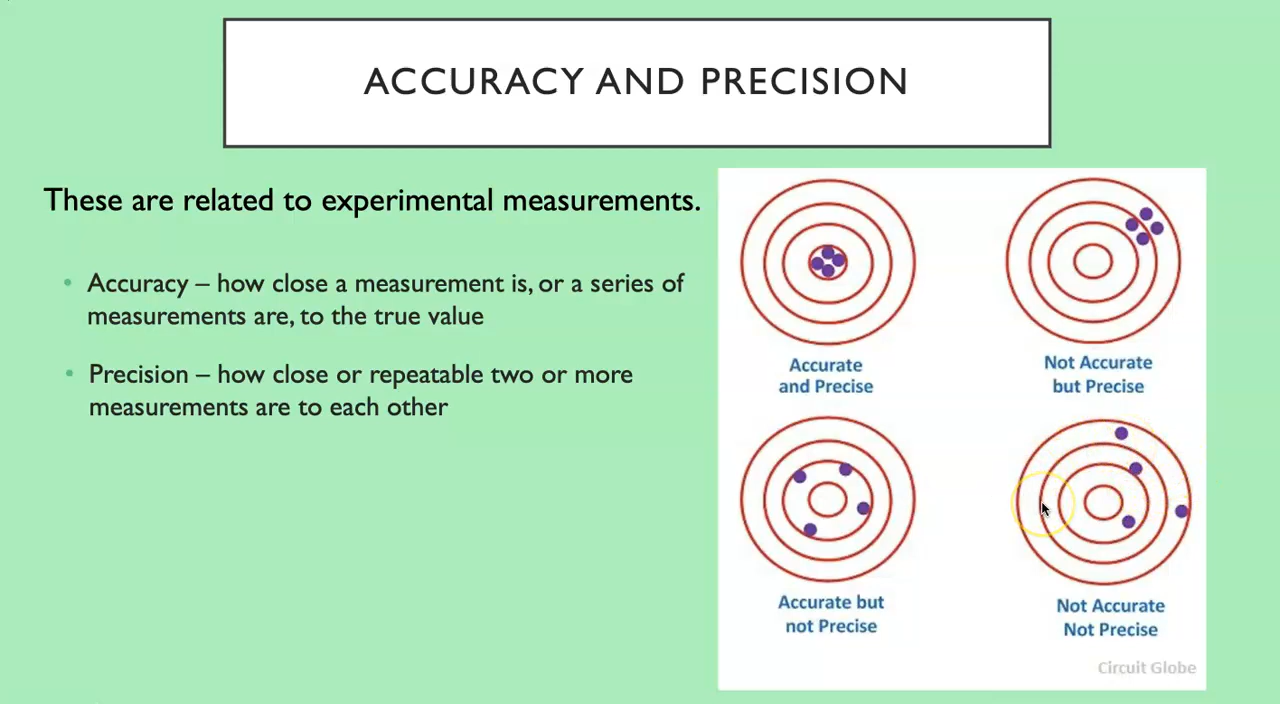 ACCURACY AND PRECISION
These are related to experimental measurements.
• Accuracy – how close a measurement is, or a series of
measurements are, to the true value
• Precision – how close or repeatable two or more
measurements are to each other
Accurate
and Precise
Not Accurate
but Precise
Accurate but
not Precise
Not Accurate
Not Precise
Circuit Globe